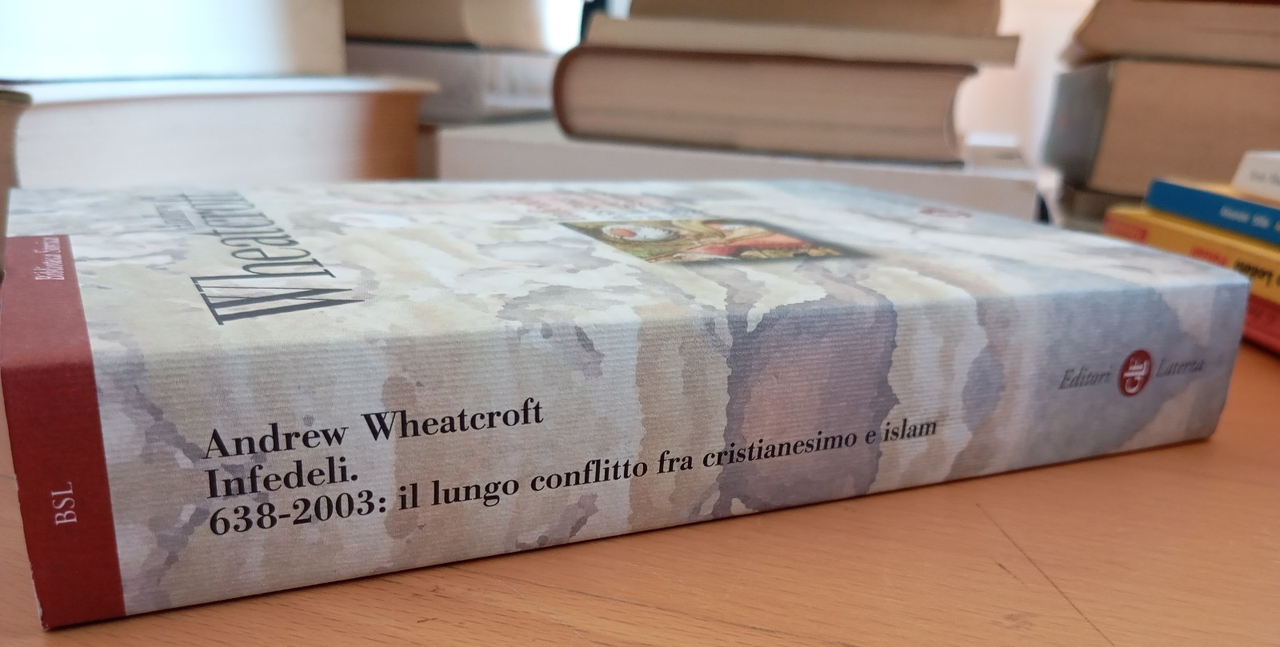 Biblioteca Storica
Wheatcroft
BSL
Andrew Wheatcroft
Infedeli.
638-2003: il lungo conflitto fra cristianesimo e islam
Editori Laterza